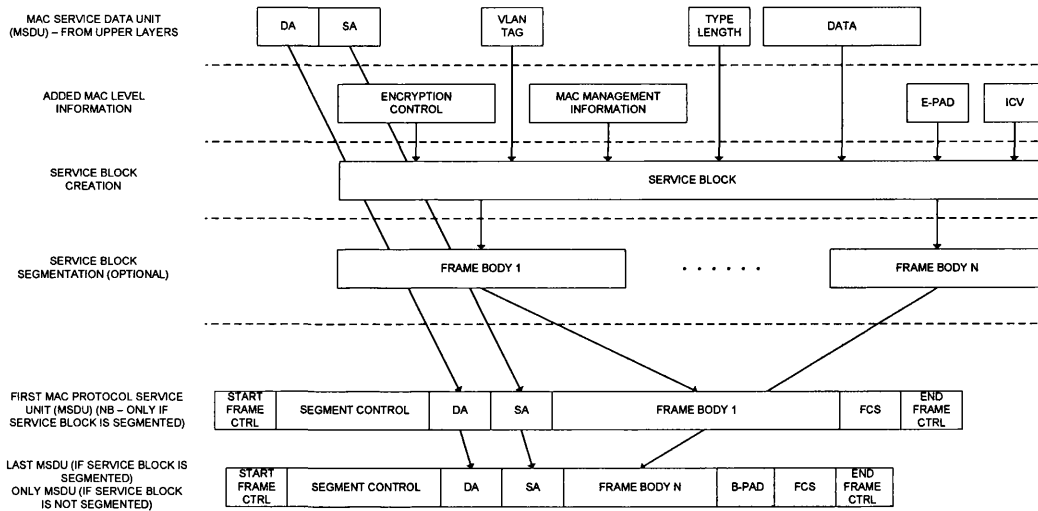 MAC SERVICE DATA UNIT
(MSDU) – FROM UPPER LAYERS
DA
SA
VLAN
TAG
TYPE
LENGTH
DATA
ADDED MAC LEVEL
INFORMATION
ENCRYPTION
CONTROL
MAC MANAGEMENT
INFORMATION
E-PAD
ICV
SERVICE BLOCK
CREATION
SERVICE BLOCK
SERVICE BLOCK
SEGMENTATION (OPTIONAL)
FRAME BODY 1
. . . . . .
FRAME BODY N
FIRST MAC PROTOCOL SERVICE
UNIT (MSDU) (NB – ONLY IF
SERVICE BLOCK IS SEGMENTED)
START
FRAME
CTRL
SEGMENT CONTROL
DA
SA
FRAME BODY 1
FCS
END
FRAME
CTRL
LAST MSDU (IF SERVICE BLOCK IS
SEGMENTED)
ONLY MSDU (IF SERVICE BLOCK
IS NOT SEGMENTED)
START
FRAME
CTRL
SEGMENT CONTROL
DA
SA
FRAME BODY N
B-PAD
FCS
END
FRAME
CTRL